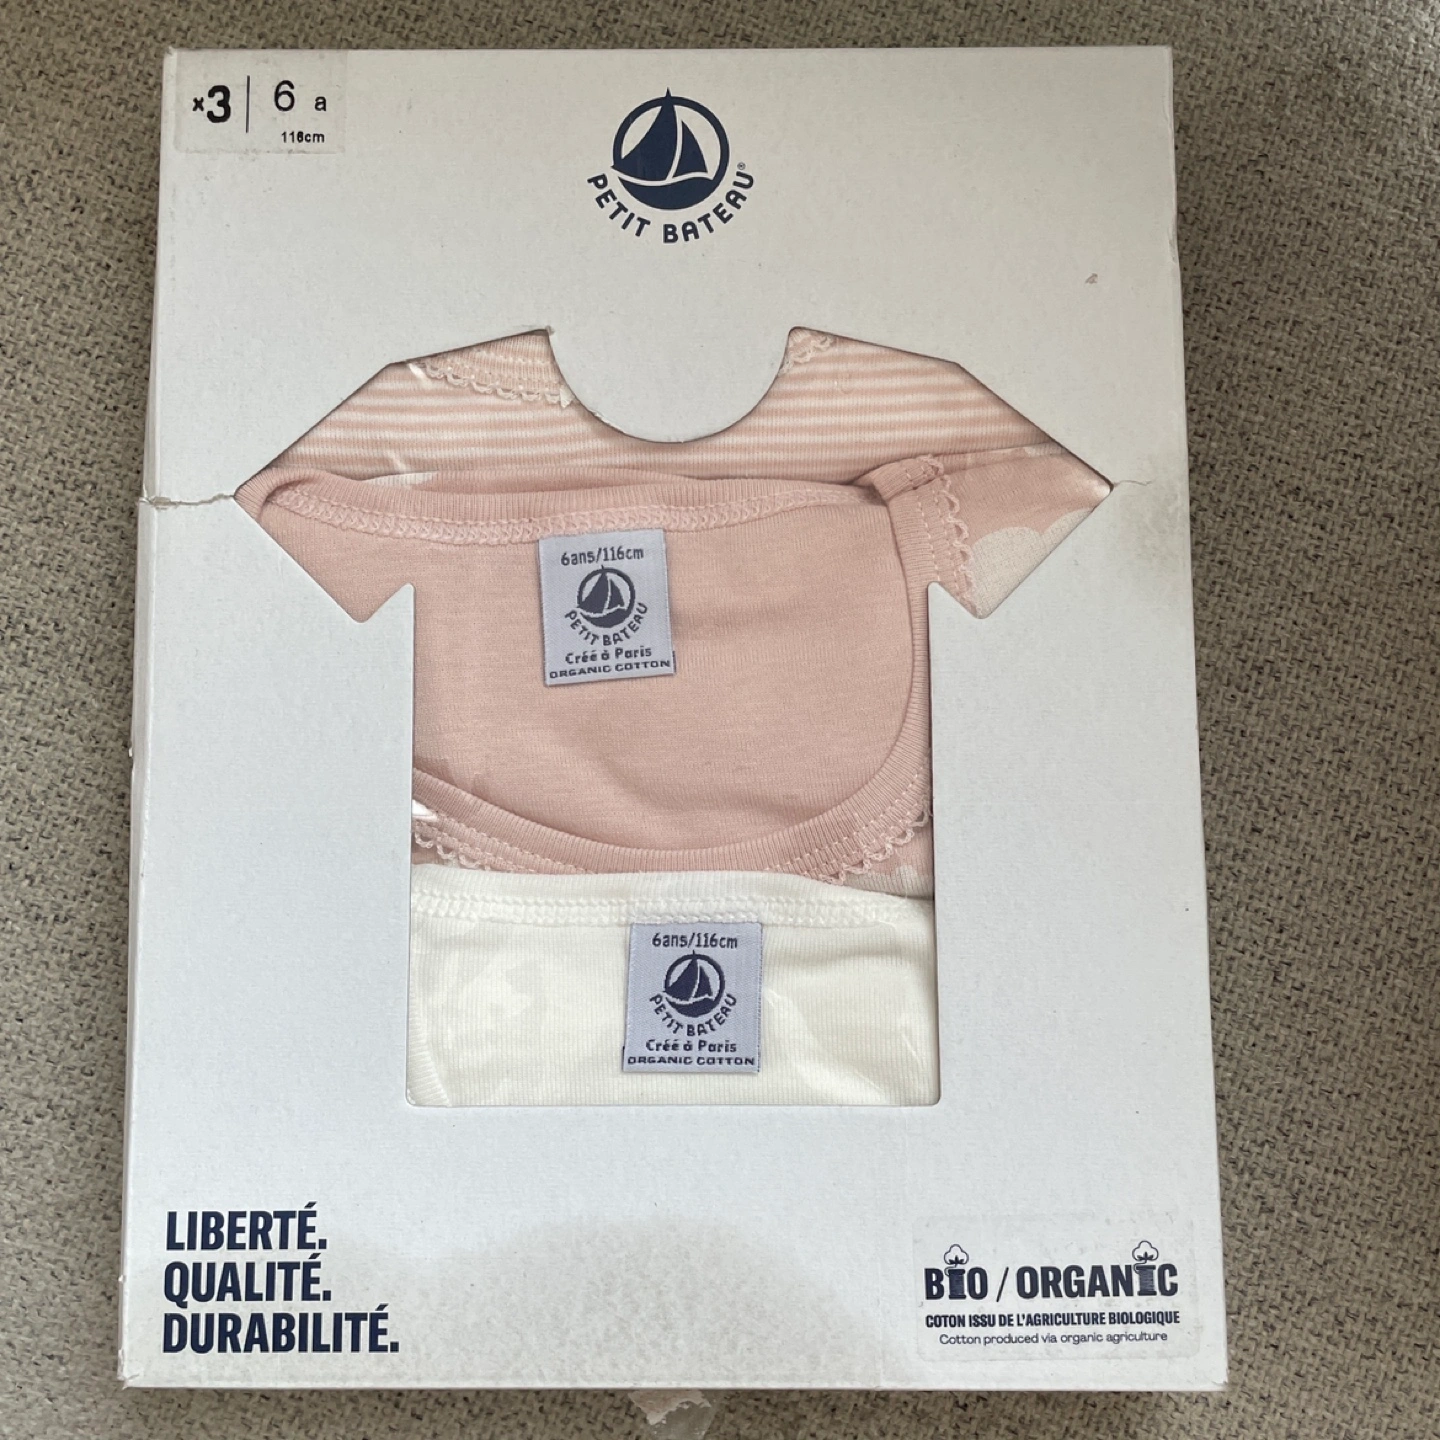 x3 | 6 a
116cm
PETIT BATEAU®
6ans/116cm
PETIT BATEAU
Créé à Paris
ORGANIC COTTON
6ans/116cm
PETIT BATEAU
Créé à Paris
ORGANIC COTTON
LIBERTÉ.
QUALITÉ.
DURABILITÉ.
BIO / ORGANIC
COTON ISSU DE L'AGRICULTURE BIOLOGIQUE
Cotton produced via organic agriculture